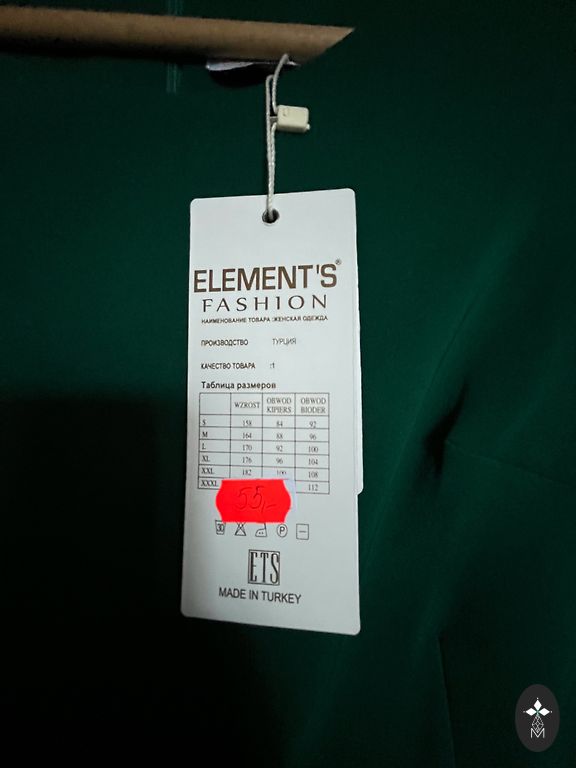 ELEMENT'S®
FASHION
НАИМЕНОВАНИЕ ТОВАРА :ЖЕНСКАЯ ОДЕЖДА
ПРОИЗВОДСТВО ТУРЦИЯ
КАЧЕСТВО ТОВАРА :1
Таблица размеров
WZROST OBWOD KIPIERS OBWOD BIODER
S 158 84 92
M 164 88 96
L 170 92 100
XL 176 96 104
XXL 182 100 108
XXXL 112
55,-
30 P
ETS
MADE IN TURKEY
M